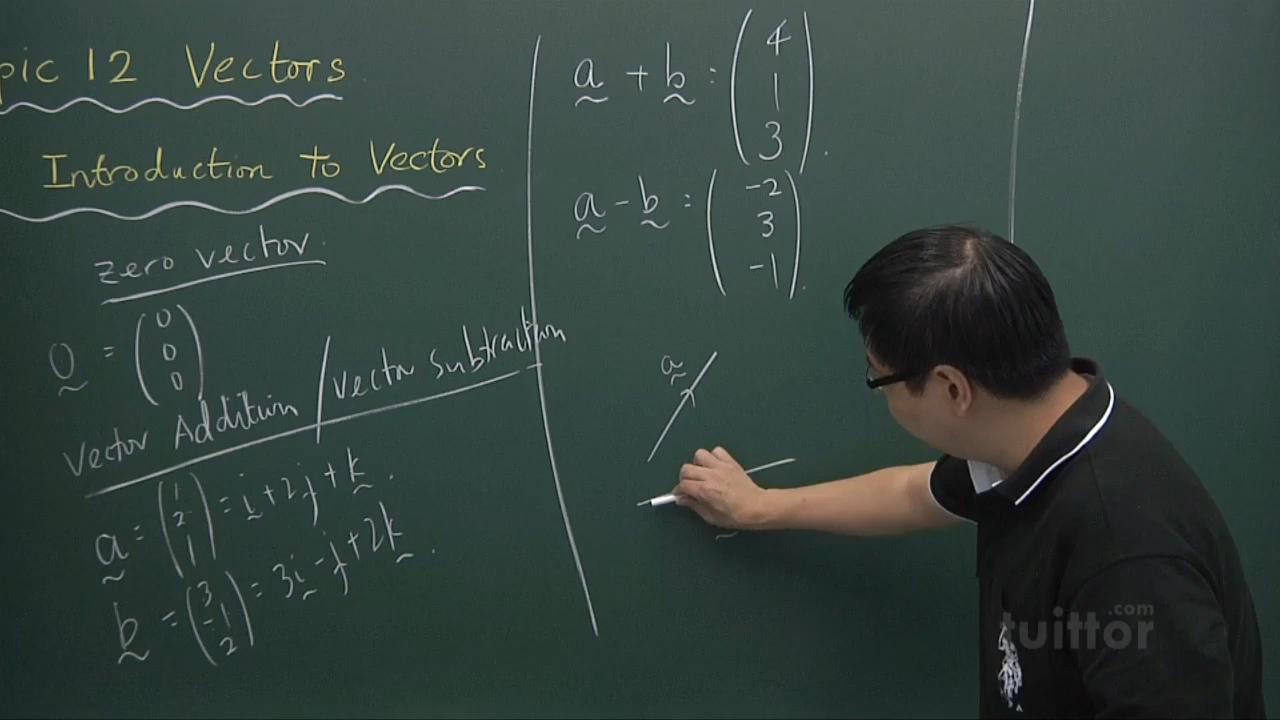 pic 12 Vectors
Introduction to Vectors
zero vector.
0 = (0 0 0)
Vector Addition / Vector Subtraction
a = (1 2 1) = i + 2j + k.
b = (3 -1 2) = 3i - j + 2k.
a + b = (4 1 3).
a - b = (-2 3 -1).
a
tuittor.com